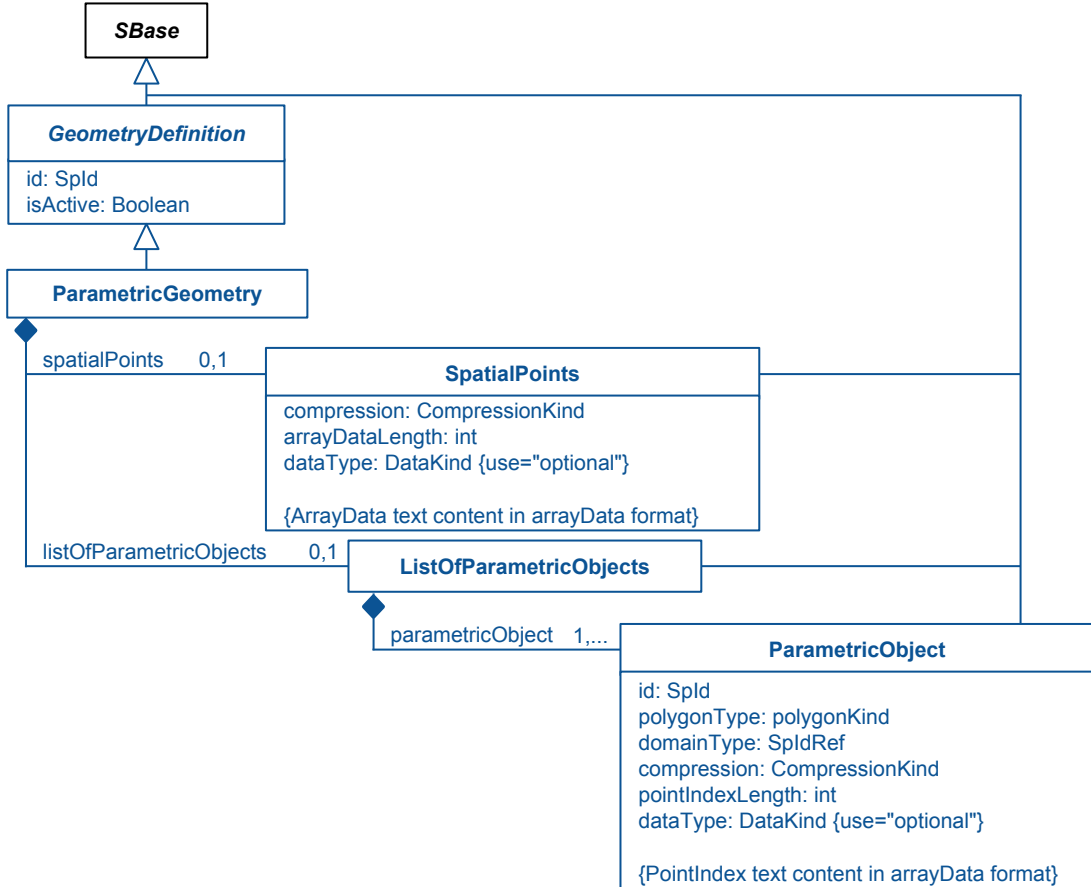 SBase
GeometryDefinition
id: SpId
isActive: Boolean
ParametricGeometry
spatialPoints 0,1
SpatialPoints
compression: CompressionKind
arrayDataLength: int
dataType: DataKind {use="optional"}
{ArrayData text content in arrayData format}
listOfParametricObjects 0,1
ListOfParametricObjects
parametricObject 1,...
ParametricObject
id: SpId
polygonType: polygonKind
domainType: SpIdRef
compression: CompressionKind
pointIndexLength: int
dataType: DataKind {use="optional"}
{PointIndex text content in arrayData format}